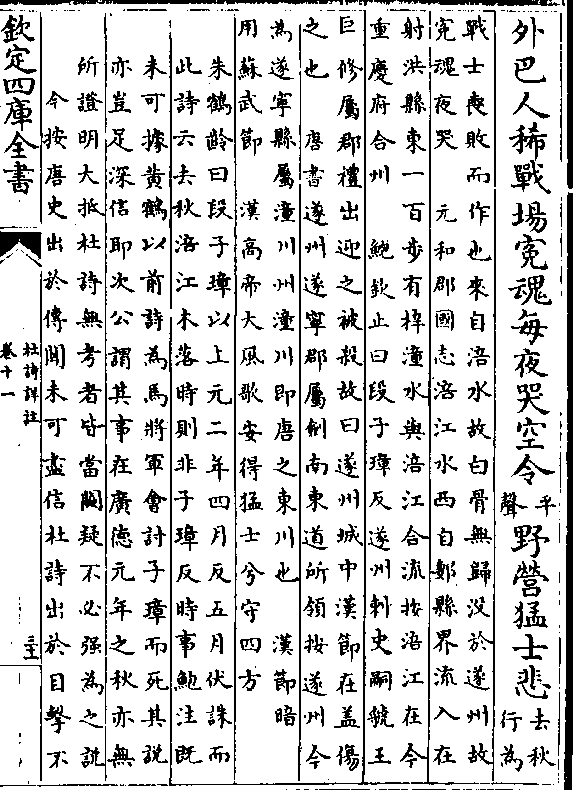 外巴人稀戰場寃魂每夜哭空令平聲野營猛士悲去秋行為
戰士喪敗而作也來自涪水故白骨無歸没於遂州故
寃魂夜哭 元和郡國志涪江水西自郪縣界流入在
射洪縣東一百歩有梓潼水與涪江合流按涪江在今
重慶府合州 鮑欽止曰段子璋反遂州刺史嗣虢王
巨修屬郡禮出迎之被殺故曰遂州城中漢節在盖傷
之也 唐書遂州遂寧郡屬劍南東道所領按遂州今
為遂寧縣屬潼川州潼川即唐之東川也 漢節暗
用蘇武節 漢高帝大風歌安得猛士兮守四方
朱鶴齡曰段子璋以上元二年四月反五月伏誅而
此詩云去秋涪江木落時則非子璋反時事鮑注既
未可據黄鶴以前詩為馬將軍會討子璋而死其説
亦豈足深信即次公謂其事在廣徳元年之秋亦無
所證明大抵杜詩無考者皆當闕疑不必强為之説
今按唐史出於傳聞未可盡信杜詩出於目擊不
欽定四庫全書
杜詩詳註
卷十一
三十三